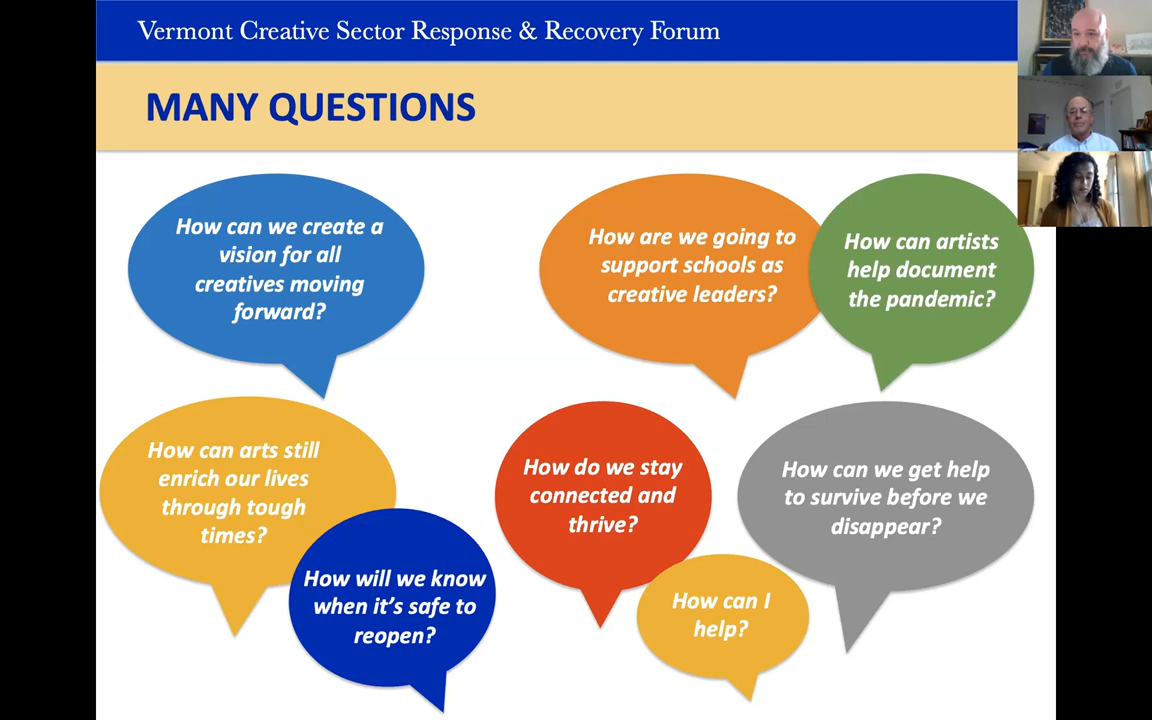 Vermont Creative Sector Response & Recovery Forum
MANY QUESTIONS
How can we create a
vision for all
creatives moving
forward?
How are we going to
support schools as
creative leaders?
How can artists
help document
the pandemic?
How can arts still
enrich our lives
through tough
times?
How will we know
when it's safe to
reopen?
How do we stay
connected and
thrive?
How can I
help?
How can we get help
to survive before we
disappear?